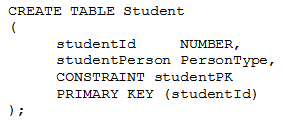 CREATE TABLE Student
(
studentId NUMBER,
studentPerson PersonType,
CONSTRAINT studentPK
PRIMARY KEY (studentId)
);